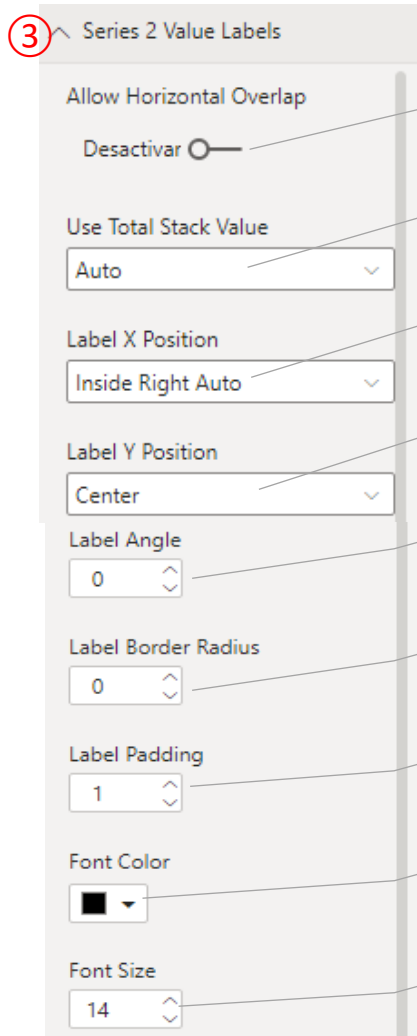 ③ Series 2 Value Labels
Allow Horizontal Overlap
Desactivar
Use Total Stack Value
Auto
Label X Position
Inside Right Auto
Label Y Position
Center
Label Angle
0
Label Border Radius
0
Label Padding
1
Font Color
Font Size
14